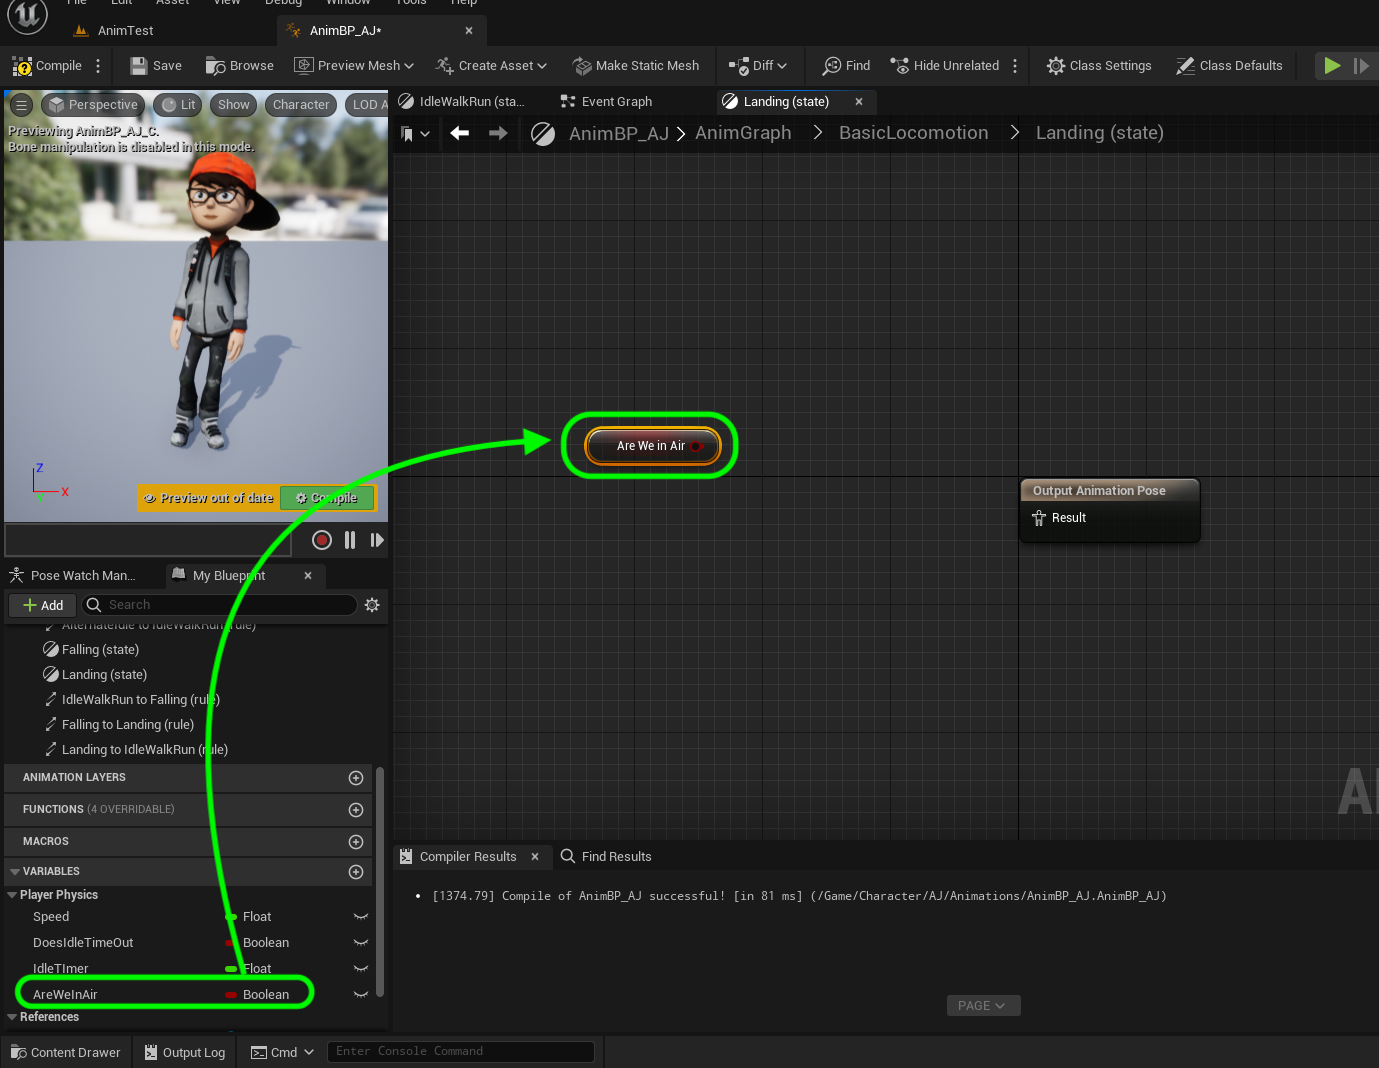 File Edit Asset View Debug Window Tools Help
AnimTest
AnimBP_AJ*
Compile
Save
Browse
Preview Mesh
Create Asset
Make Static Mesh
Diff
Find
Hide Unrelated
Class Settings
Class Defaults
Perspective
Lit
Show
Character
LOD A
Previewing AnimBP_AJ_C.
Bone manipulation is disabled in this mode.
Z
X
Preview out of date
Compile
IdleWalkRun (sta...
Event Graph
Landing (state)
AnimBP_AJ > AnimGraph > BasicLocomotion > Landing (state)
Are We in Air
Output Animation Pose
Result
Pose Watch Man...
My Blueprint
Add
Search
AlternateIdle to IdleWalkRun (rule)
Falling (state)
Landing (state)
IdleWalkRun to Falling (rule)
Falling to Landing (rule)
Landing to IdleWalkRun (rule)
ANIMATION LAYERS
FUNCTIONS (4 OVERRIDABLE)
MACROS
VARIABLES
Player Physics
Speed Float
DoesIdleTimeOut Boolean
IdleTImer Float
AreWeInAir Boolean
References
Compiler Results
Find Results
[1374.79] Compile of AnimBP_AJ successful! [in 81 ms] (/Game/Character/AJ/Animations/AnimBP_AJ.AnimBP_AJ)
PAGE
Content Drawer
Output Log
Cmd
Enter Console Command